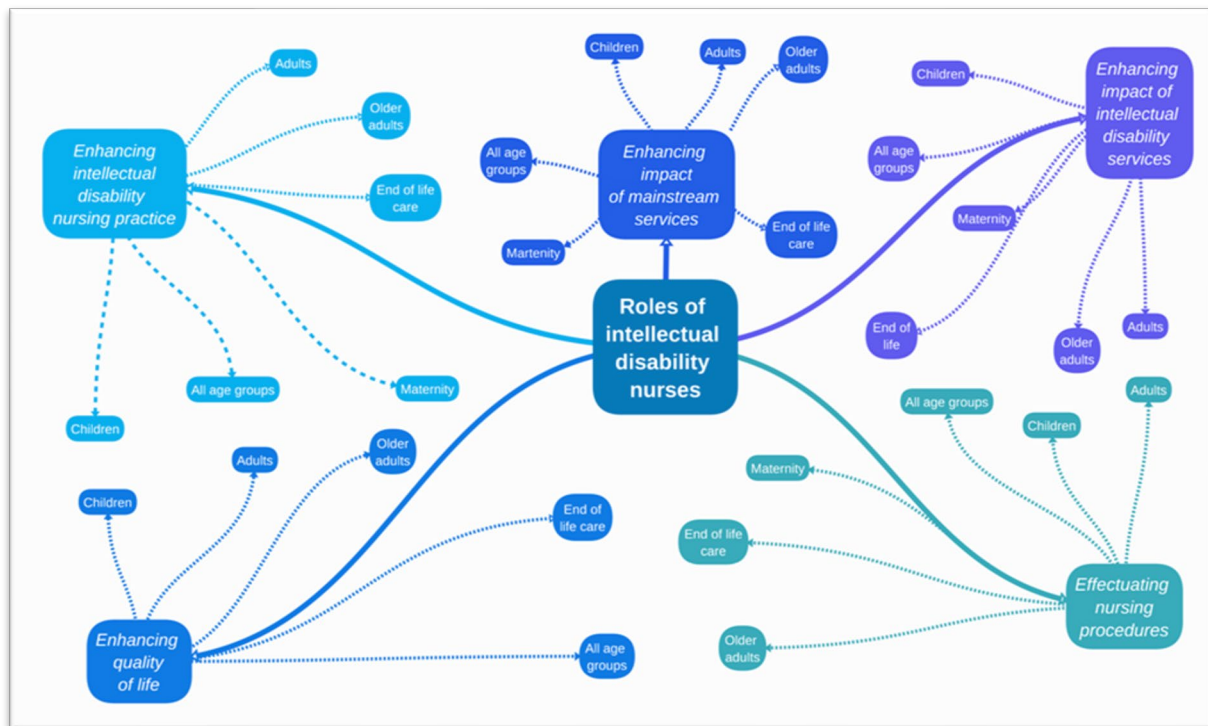 Adults
Older
adults
Enhancing
intellectual
disability
nursing practice
End of life
care
Children
All age groups
Maternity
Children
Adults
Older
adults
All age
groups
Enhancing
impact
of mainstream
services
Martenity
End of life
care
Children
Enhancing
impact of
intellectual
disability
services
All age
groups
Maternity
End of
life
Older
adults
Adults
Roles of
intellectual
disability
nurses
Children
Adults
Older
adults
End of
life care
Enhancing
quality
of life
All age
groups
All age groups
Children
Adults
Maternity
End of life
care
Older
adults
Effectuating
nursing
procedures